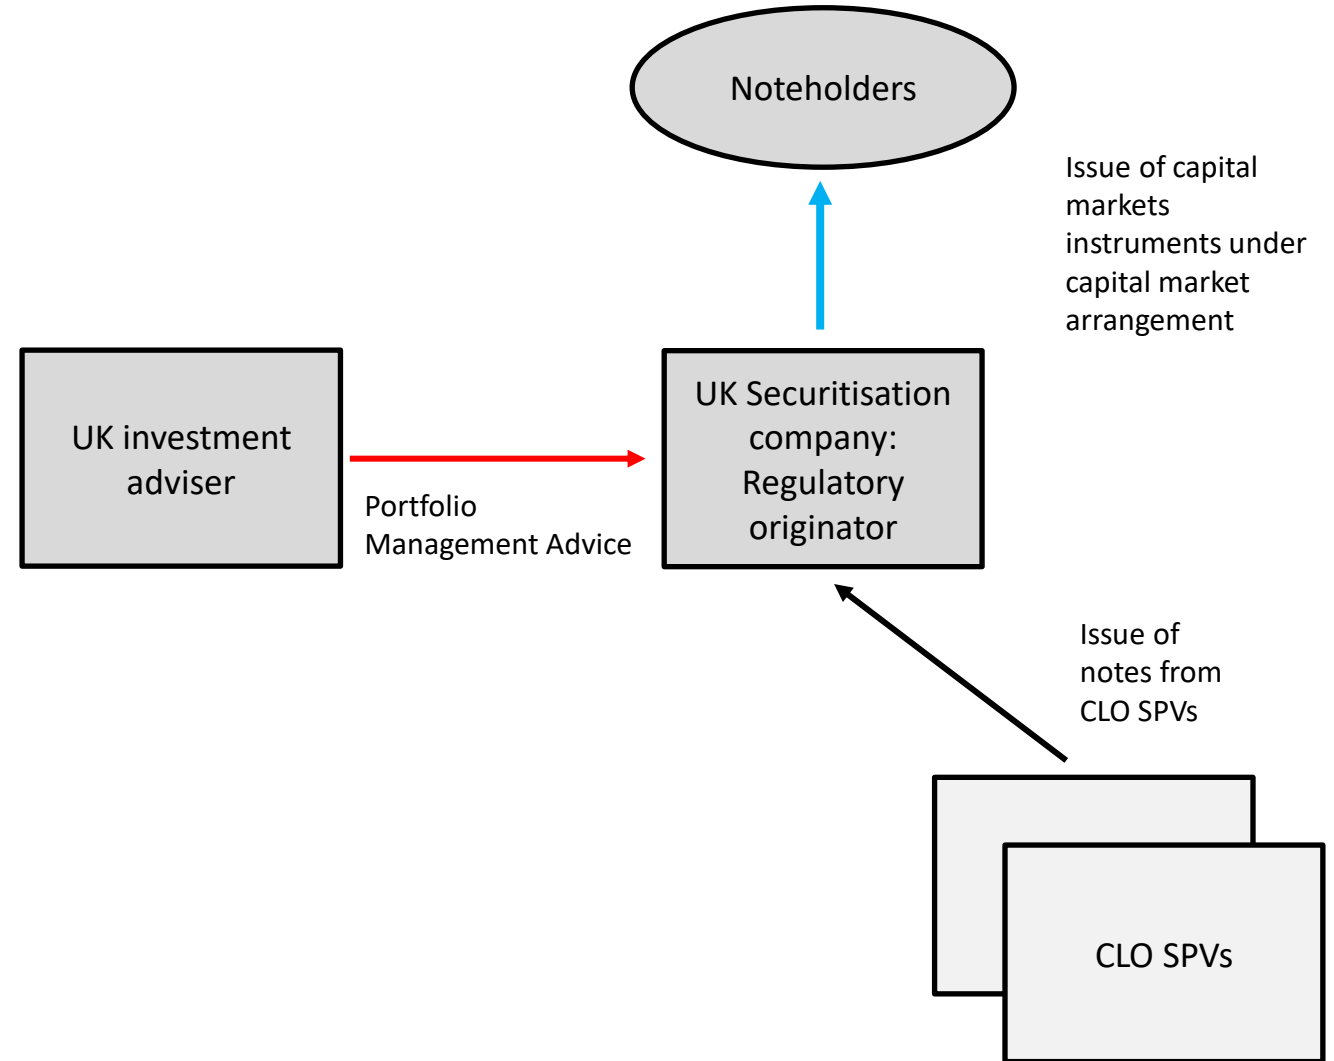 Noteholders
Issue of capital
markets
instruments under
capital market
arrangement
UK investment
adviser
Portfolio
Management Advice
UK Securitisation
company:
Regulatory
originator
Issue of
notes from
CLO SPVs
CLO SPVs